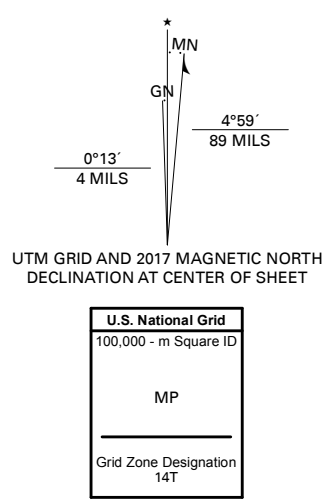 ★
MN
GN
4°59´
89 MILS
0°13´
4 MILS
UTM GRID AND 2017 MAGNETIC NORTH
DECLINATION AT CENTER OF SHEET
U.S. National Grid
100,000 - m Square ID
MP
Grid Zone Designation
14T